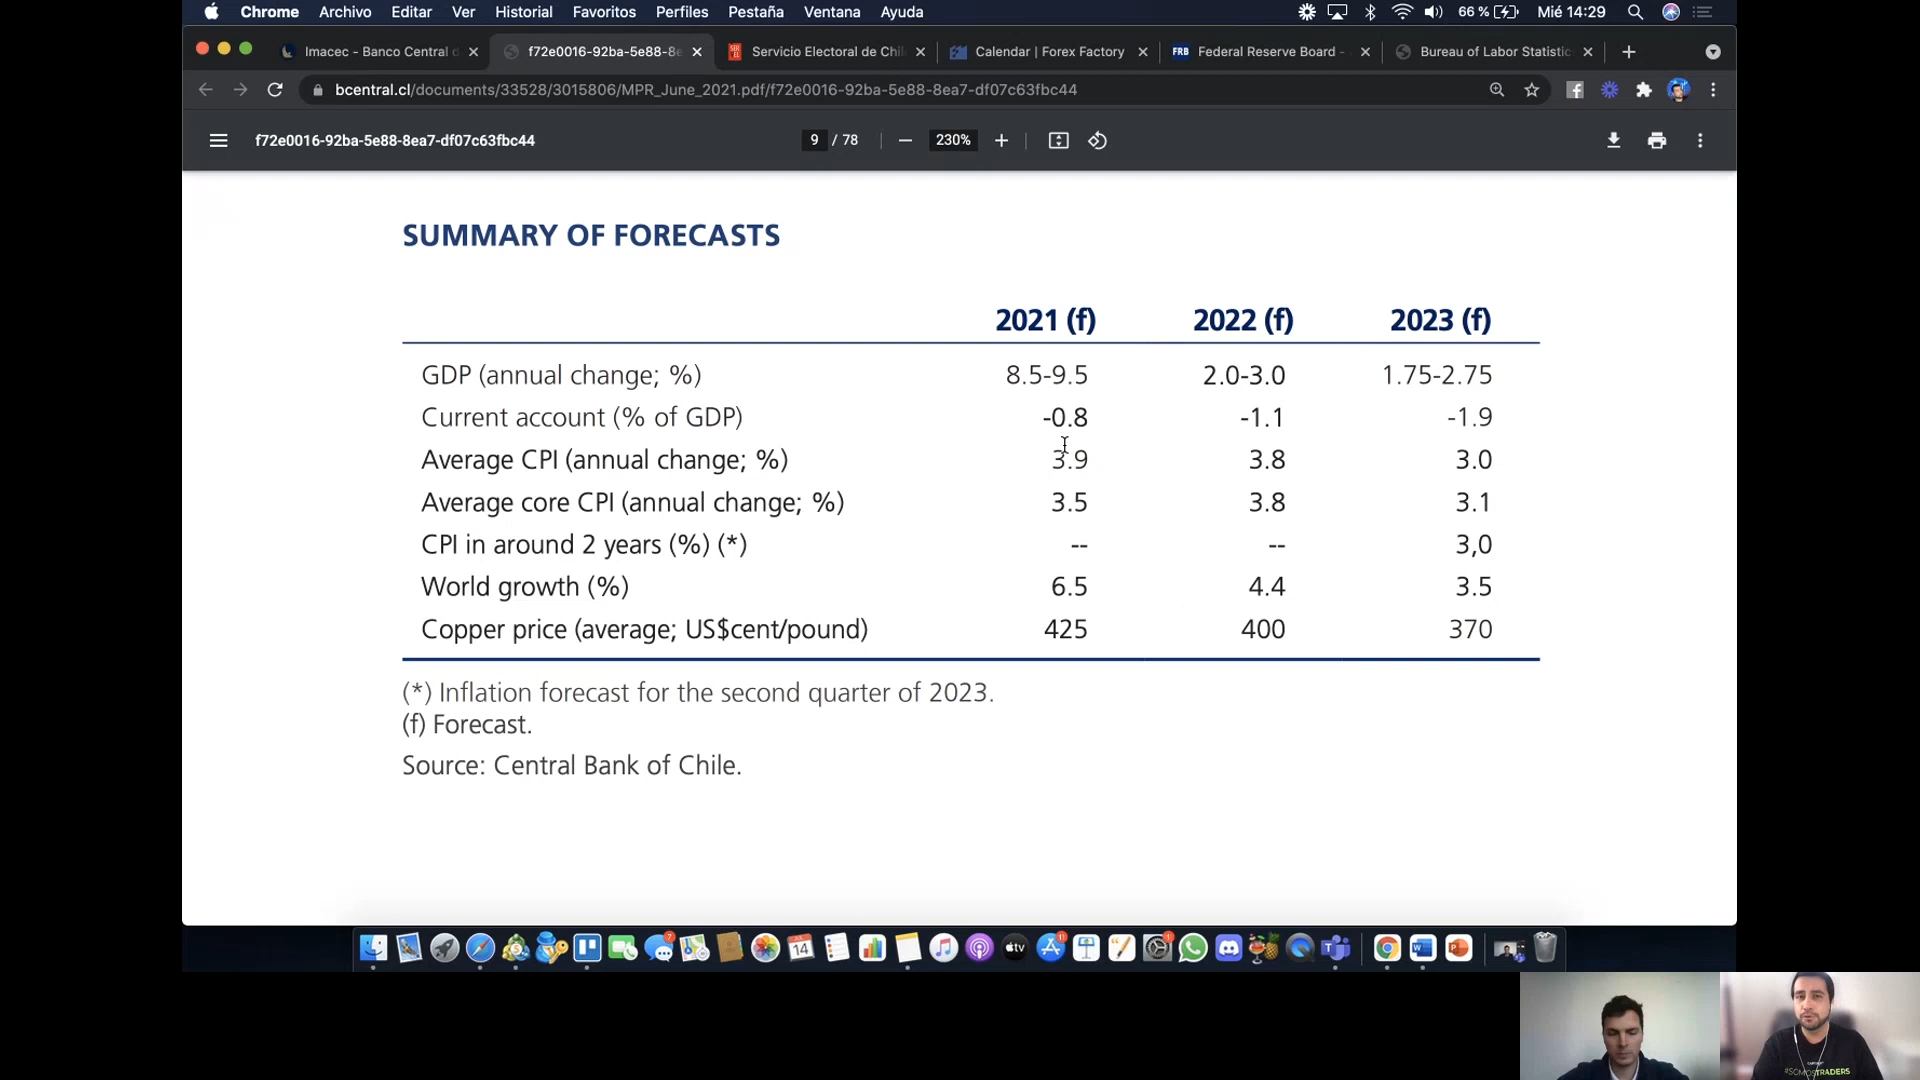 Chrome Archivo Editar Ver Historial Favoritos Perfiles Pestaña Ventana Ayuda 66 % Mié 14:29
Imacec - Banco Central d f72e0016-92ba-5e88-8e Servicio Electoral de Chil Calendar | Forex Factory FRB Federal Reserve Board - Bureau of Labor Statistic
bcentral.cl/documents/33528/3015806/MPR_June_2021.pdf/f72e0016-92ba-5e88-8ea7-df07c63fbc44
f72e0016-92ba-5e88-8ea7-df07c63fbc44 9 / 78 230%
SUMMARY OF FORECASTS
2021 (f) 2022 (f) 2023 (f)
GDP (annual change; %) 8.5-9.5 2.0-3.0 1.75-2.75
Current account (% of GDP) -0.8 -1.1 -1.9
Average CPI (annual change; %) 3.9 3.8 3.0
Average core CPI (annual change; %) 3.5 3.8 3.1
CPI in around 2 years (%) (*) -- -- 3,0
World growth (%) 6.5 4.4 3.5
Copper price (average; US$cent/pound) 425 400 370
(*) Inflation forecast for the second quarter of 2023.
(f) Forecast.
Source: Central Bank of Chile.
14 tv
#SOMOSTRADERS